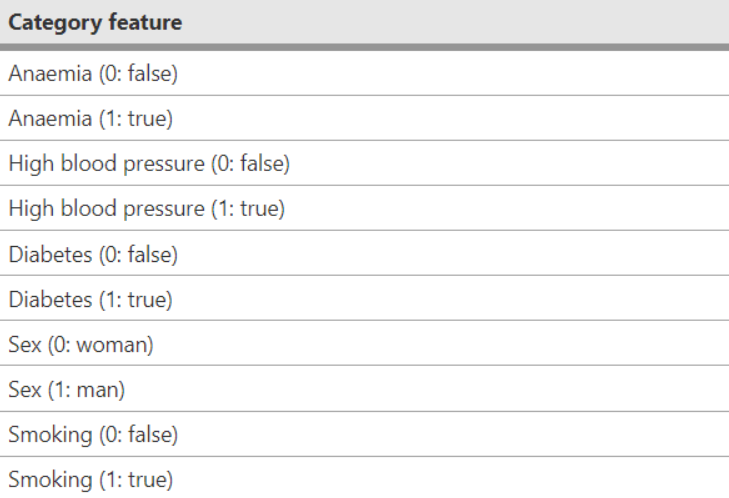 Category feature
Anaemia (0: false)
Anaemia (1: true)
High blood pressure (0: false)
High blood pressure (1: true)
Diabetes (0: false)
Diabetes (1: true)
Sex (0: woman)
Sex (1: man)
Smoking (0: false)
Smoking (1: true)